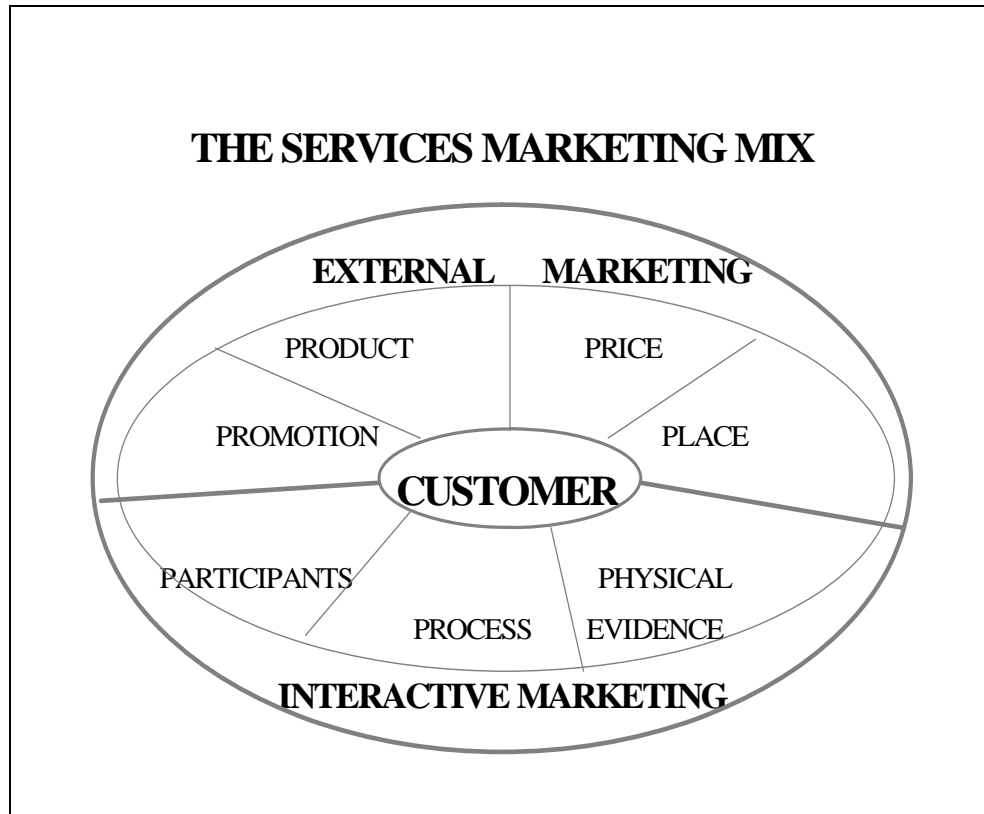 THE SERVICES MARKETING MIX
EXTERNAL MARKETING
PRODUCT PRICE
PROMOTION PLACE
CUSTOMER
PARTICIPANTS PHYSICAL
PROCESS EVIDENCE
INTERACTIVE MARKETING